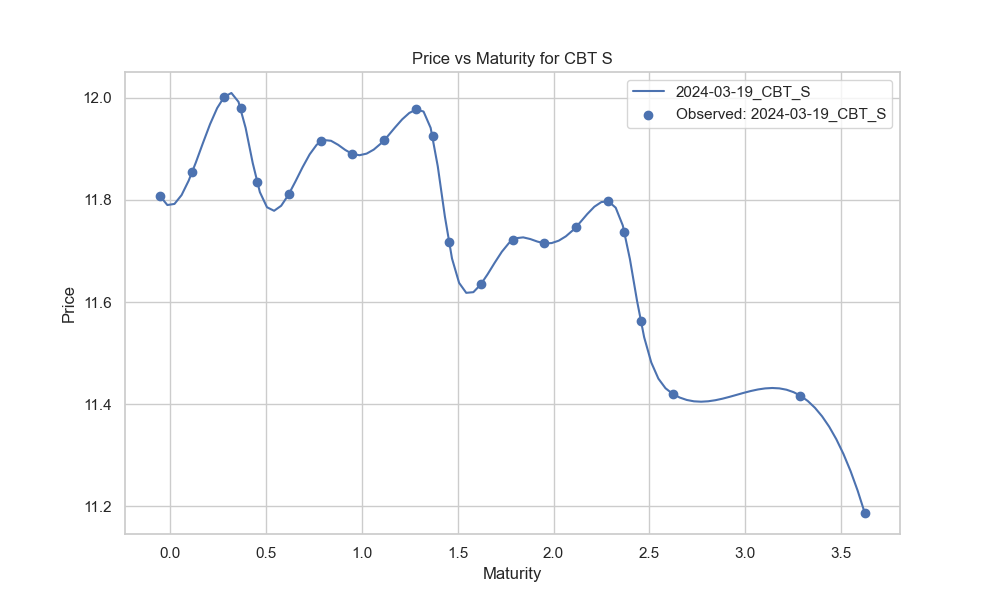 Price vs Maturity for CBT S
2024-03-19_CBT_S
Observed: 2024-03-19_CBT_S
12.0
11.8
11.6
11.4
11.2
Price
0.0 0.5 1.0 1.5 2.0 2.5 3.0 3.5
Maturity